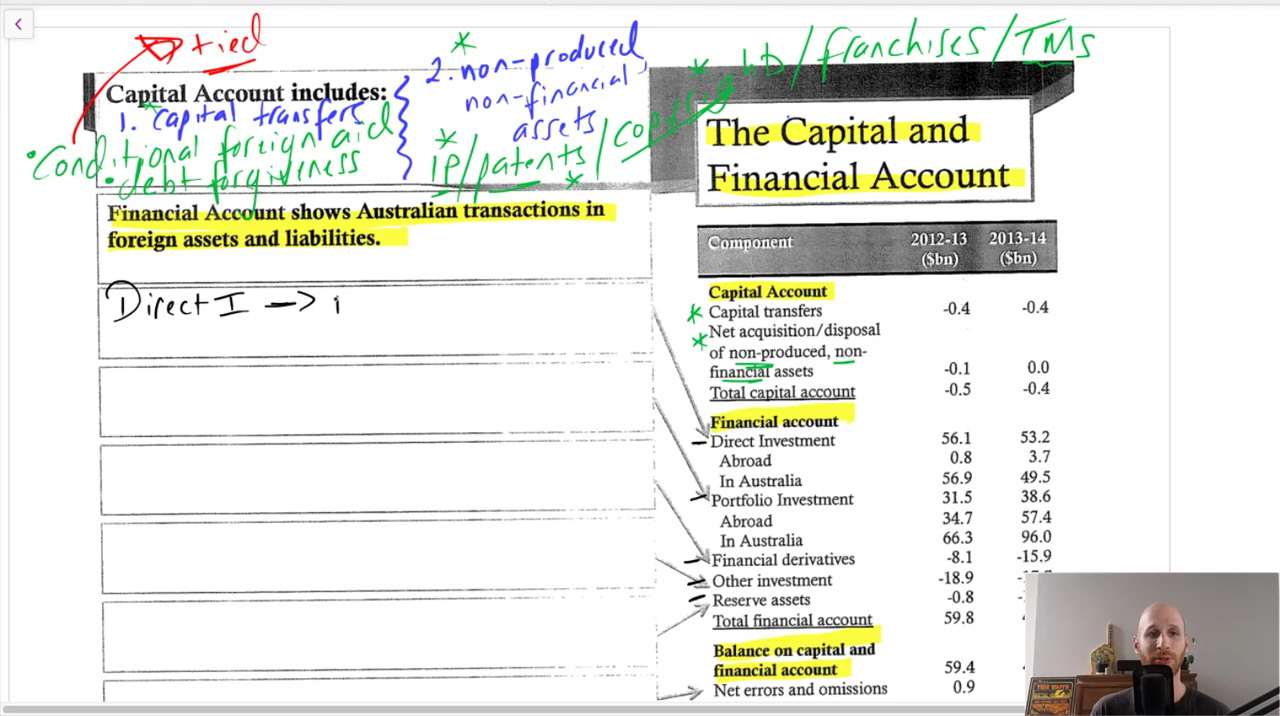 tied
Capital Account includes:
1. capital transfers
• Conditional foreign aid
• debt forgiveness
2. non-produced
non-financial
assets
IP/patents/copyrights/franchises/TMs
The Capital and
Financial Account
Financial Account shows Australian transactions in
foreign assets and liabilities.
Direct I → i
Component 2012-13 ($bn) 2013-14 ($bn)
Capital Account
Capital transfers -0.4 -0.4
Net acquisition/disposal
of non-produced, non-
financial assets -0.1 0.0
Total capital account -0.5 -0.4
Financial account
Direct Investment 56.1 53.2
Abroad 0.8 3.7
In Australia 56.9 49.5
Portfolio Investment 31.5 38.6
Abroad 34.7 57.4
In Australia 66.3 96.0
Financial derivatives -8.1 -15.9
Other investment -18.9
Reserve assets -0.8
Total financial account 59.8
Balance on capital and
financial account 59.4
Net errors and omissions 0.9